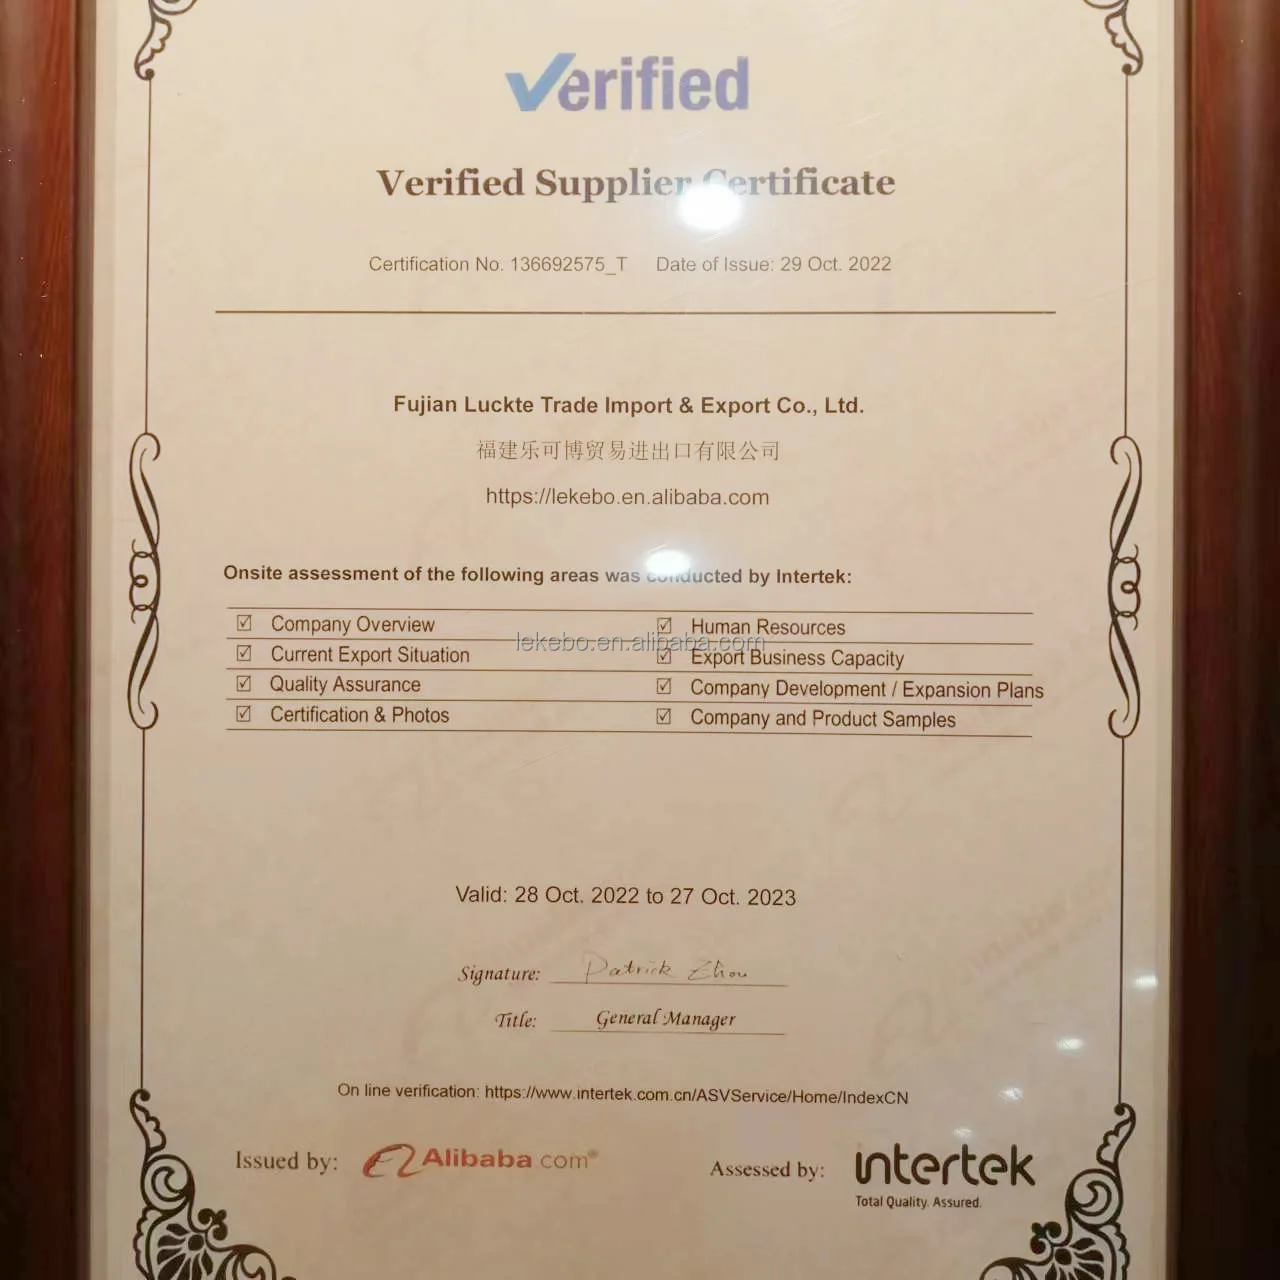 Verified
Verified Supplier Certificate
Certification No. 136692575_T Date of Issue: 29 Oct. 2022
Fujian Luckte Trade Import & Export Co., Ltd.
福建乐可博贸易进出口有限公司
https://lekebo.en.alibaba.com
Onsite assessment of the following areas was conducted by Intertek:
☑ Company Overview ☑ Human Resources
lekebo.en.alibaba.com
☑ Current Export Situation ☑ Export Business Capacity
☑ Quality Assurance ☑ Company Development / Expansion Plans
☑ Certification & Photos ☑ Company and Product Samples
Valid: 28 Oct. 2022 to 27 Oct. 2023
Signature: Patrick Zhou
Title: General Manager
On line verification: https://www.intertek.com.cn/ASVService/Home/IndexCN
Issued by: Alibaba.com® Assessed by: intertek
Total Quality. Assured.